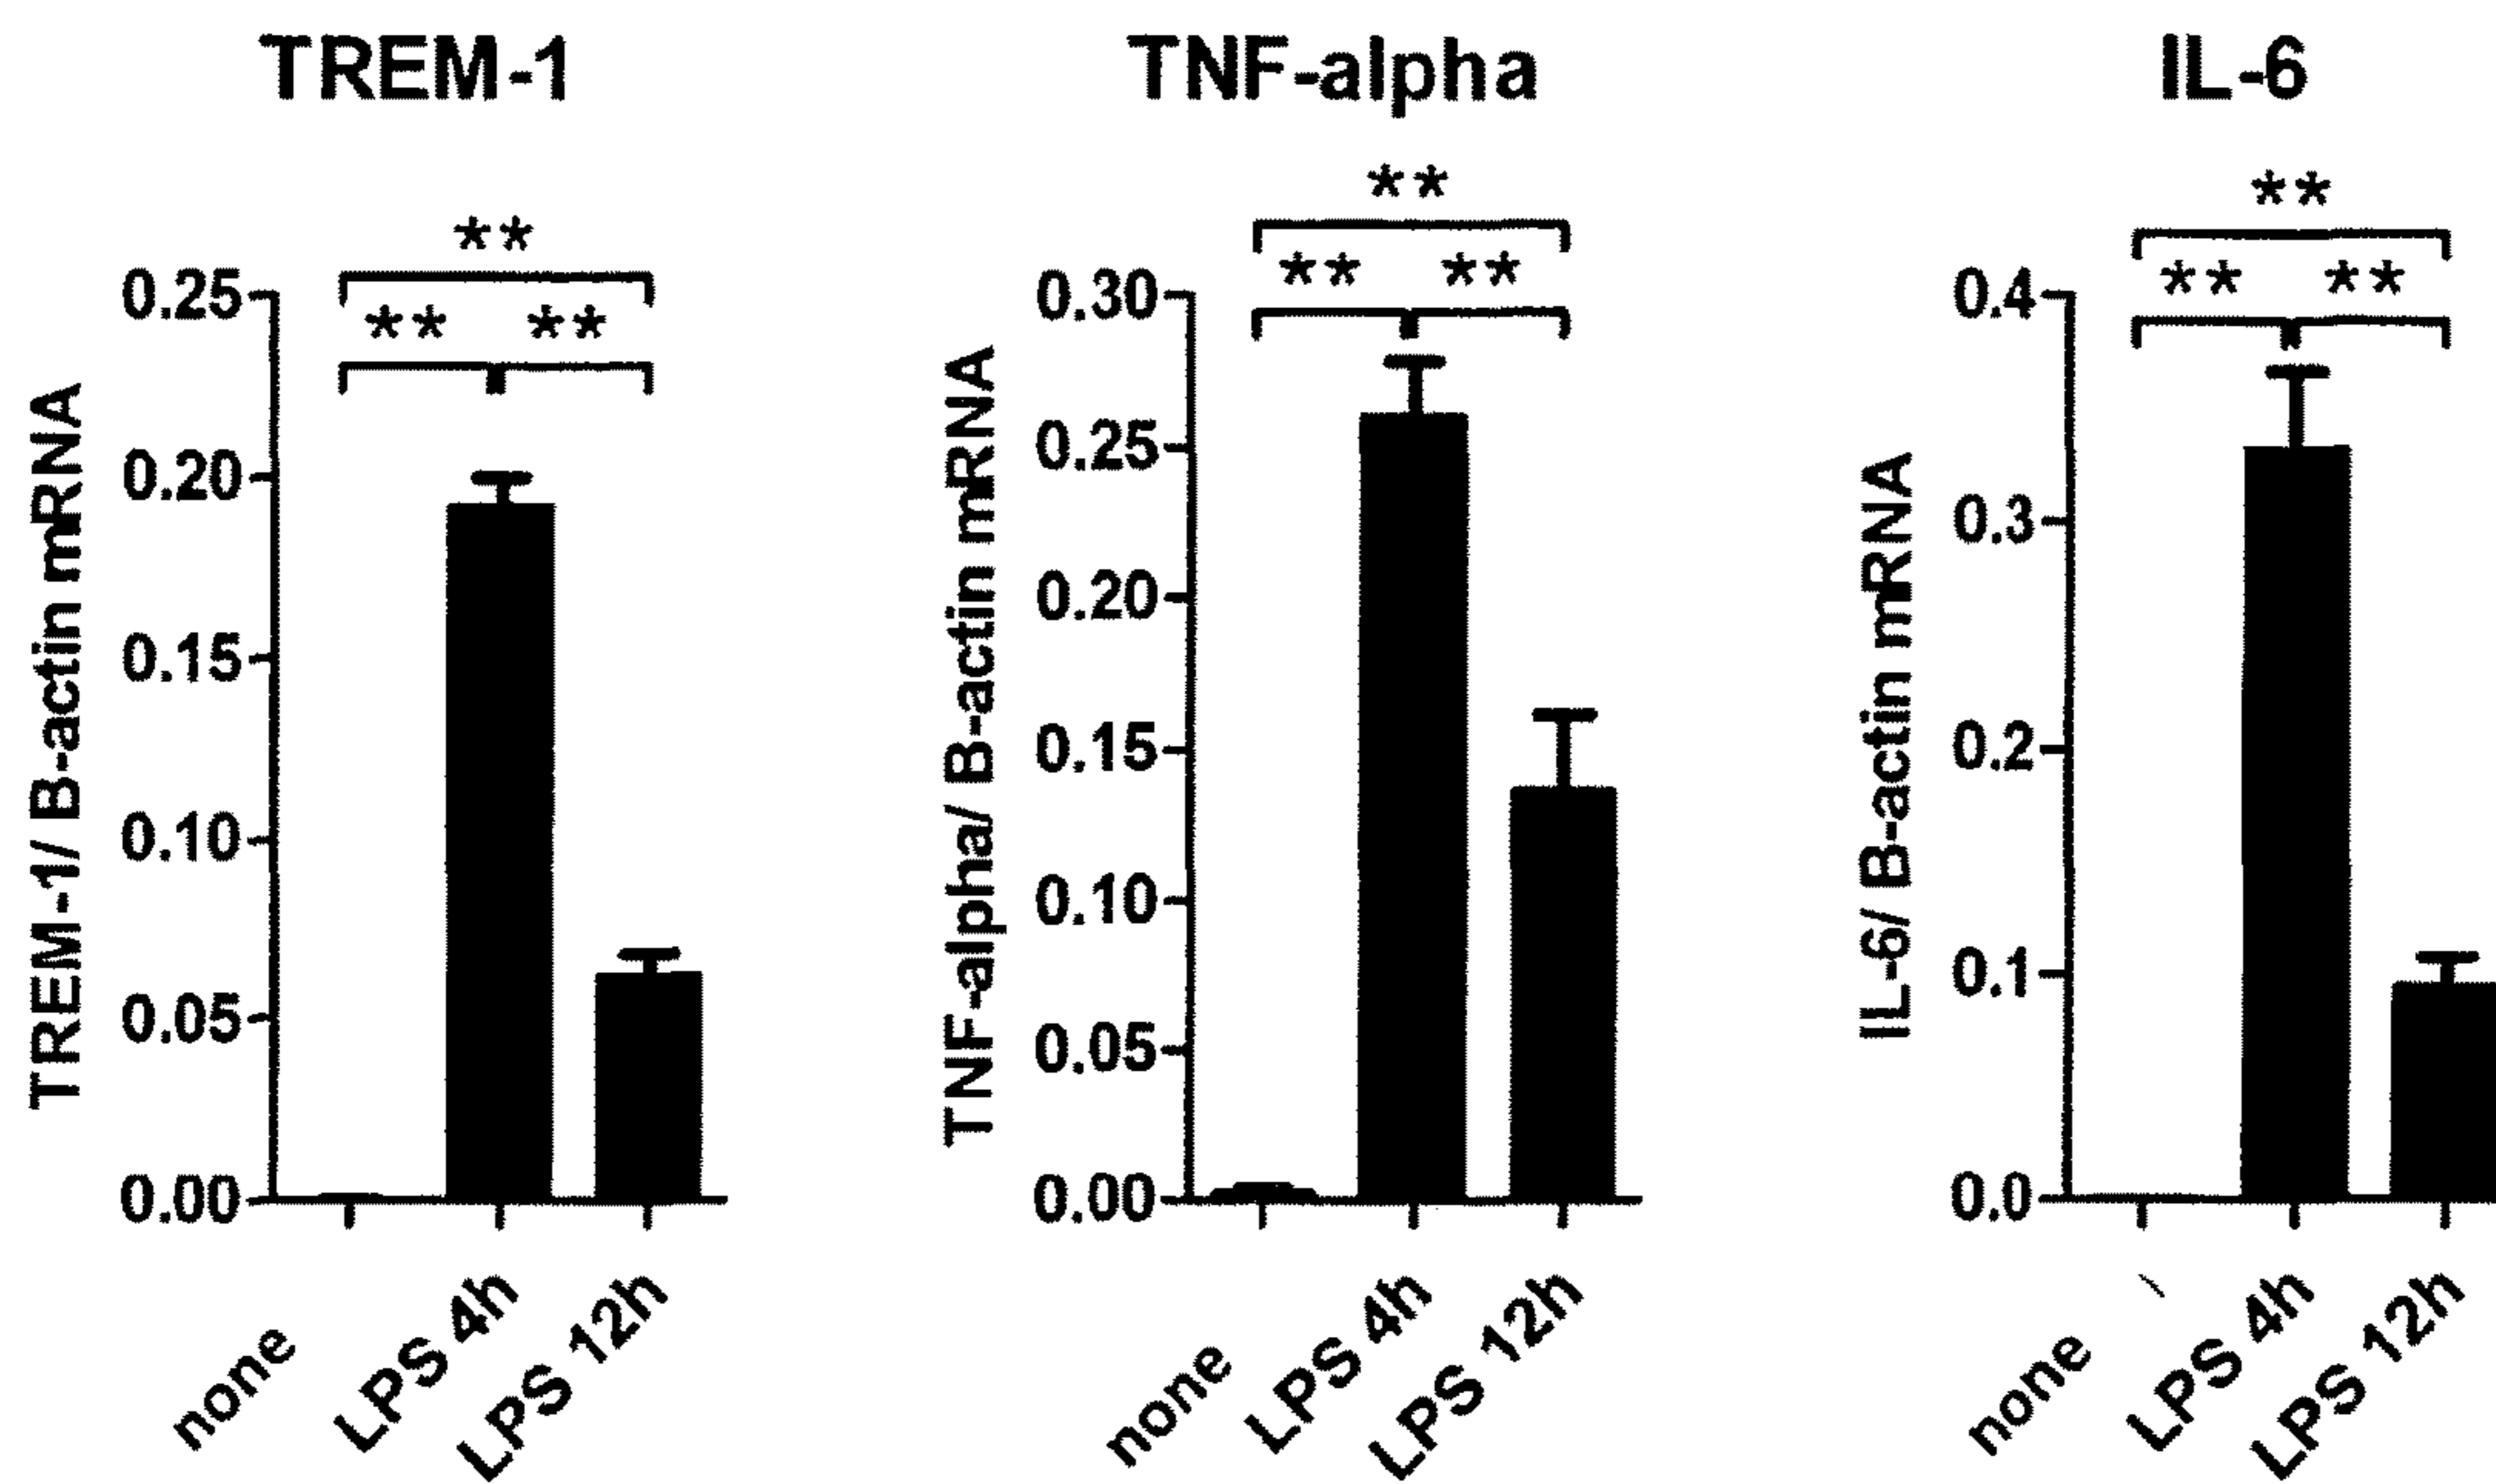 TREM-1
**
** **
TREM-1/ B-actin mRNA
0.25
0.20
0.15
0.10
0.05
0.00
none
LPS 4h
LPS 12h
TNF-alpha
**
** **
TNF-alpha/ B-actin mRNA
0.30
0.25
0.20
0.15
0.10
0.05
0.00
none
LPS 4h
LPS 12h
IL-6
**
** **
IL-6/ B-actin mRNA
0.4
0.3
0.2
0.1
0.0
none
LPS 4h
LPS 12h